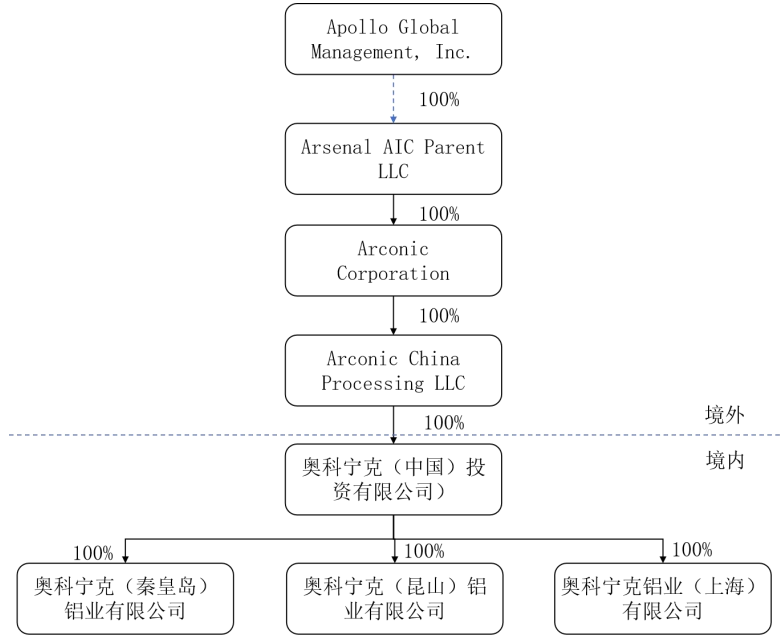 Apollo Global
Management, Inc.
100%
Arsenal AIC Parent
LLC
100%
Arconic
Corporation
100%
Arconic China
Processing LLC
100%
境外
境内
奥科宁克（中国）投
资有限公司）
100%
100%
100%
奥科宁克（秦皇岛）
铝业有限公司
奥科宁克（昆山）铝
业有限公司
奥科宁克铝业（上海）
有限公司